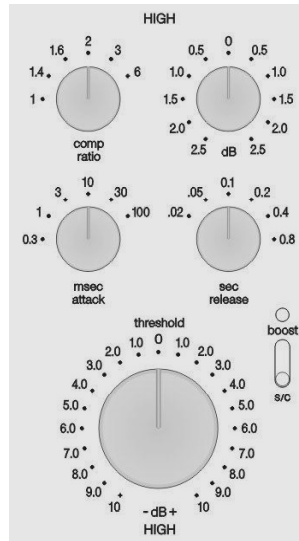 HIGH
2
1.6 3
1.4 6
1
comp
ratio
0
0.5 0.5
1.0 1.0
1.5 1.5
2.0 2.0
2.5 2.5
dB
10
3 30
1 100
0.3
msec
attack
0.1
.05 0.2
.02 0.4
0.8
sec
release
threshold
0
1.0 1.0
2.0 2.0
3.0 3.0
4.0 4.0
5.0 5.0
6.0 6.0
7.0 7.0
8.0 8.0
9.0 9.0
10 10
- dB +
HIGH
boost
s/c